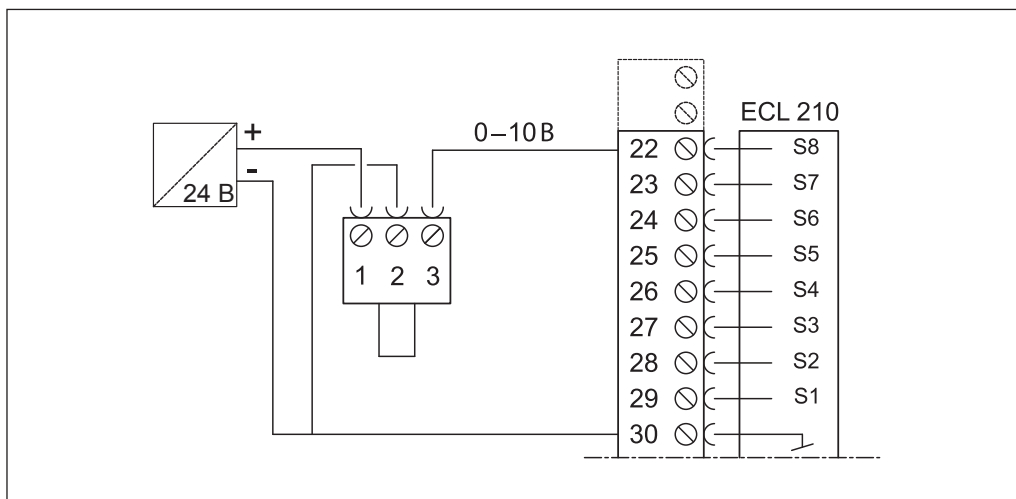 ECL 210
+
0–10 В
-
24 В
22 S8
23 S7
24 S6
25 S5
1 2 3
26 S4
27 S3
28 S2
29 S1
30